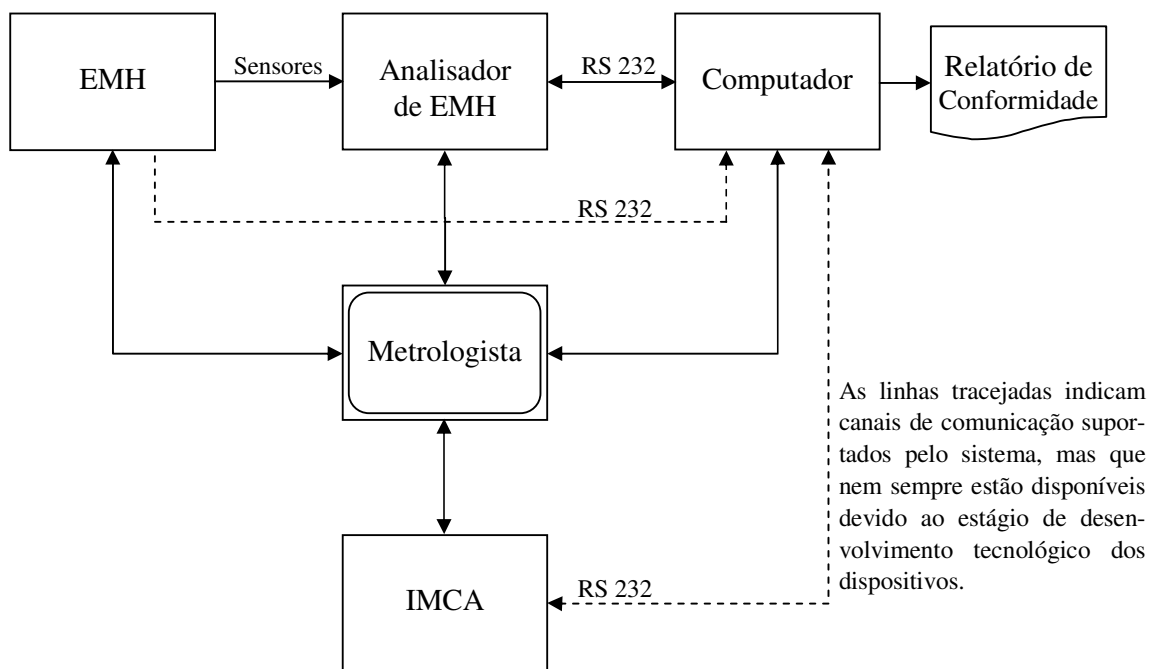 EMH
Sensores
Analisador
de EMH
RS 232
Computador
Relatório de
Conformidade
RS 232
Metrologista
As linhas tracejadas indicam
canais de comunicação supor-
tados pelo sistema, mas que
nem sempre estão disponíveis
devido ao estágio de desen-
volvimento tecnológico dos
dispositivos.
IMCA
RS 232